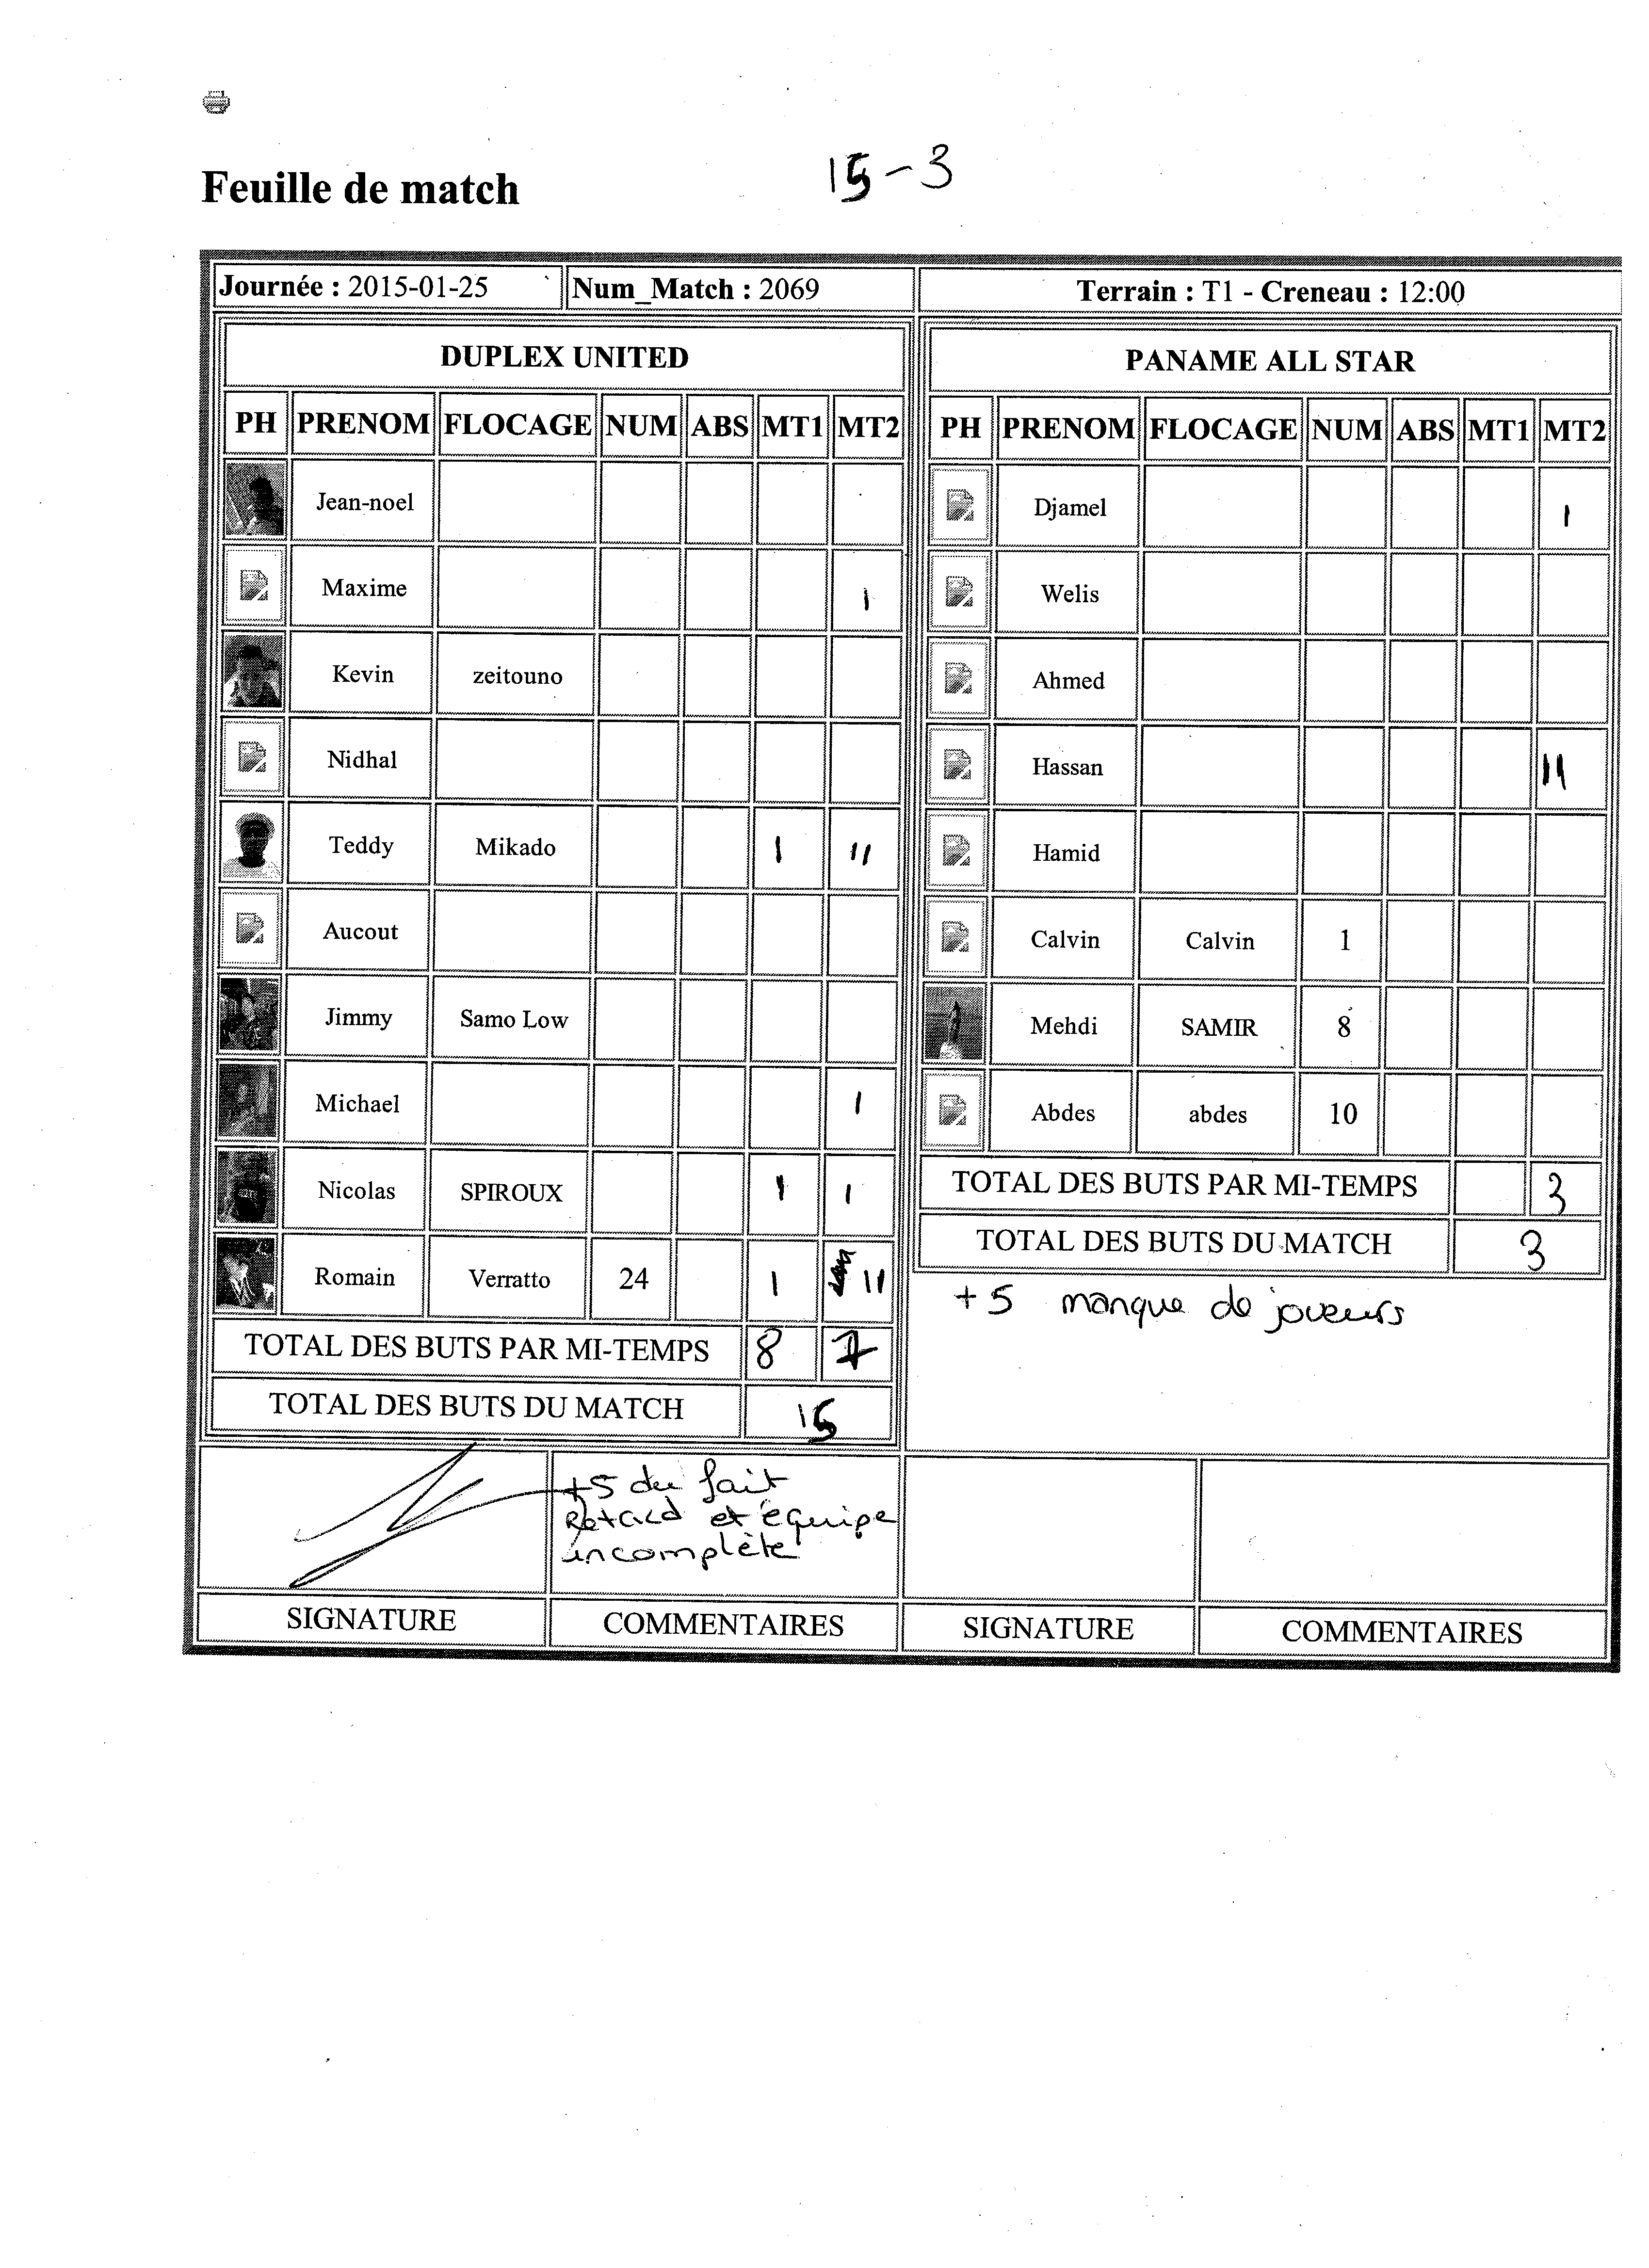 Feuille de match
15-3
Journée : 2015-01-25 Num_Match : 2069 Terrain : T1 - Creneau : 12:00
DUPLEX UNITED
PH PRENOM FLOCAGE NUM ABS MT1 MT2
Jean-noel
Maxime 1
Kevin zeitouno
Nidhal
Teddy Mikado 1 11
Aucout
Jimmy Samo Low
Michael 1
Nicolas SPIROUX 1 1
Romain Verratto 24 1 11
TOTAL DES BUTS PAR MI-TEMPS 8 7
TOTAL DES BUTS DU MATCH 15
PANAME ALL STAR
PH PRENOM FLOCAGE NUM ABS MT1 MT2
Djamel 1
Welis
Ahmed
Hassan 11
Hamid
Calvin Calvin 1
Mehdi SAMIR 8
Abdes abdes 10
TOTAL DES BUTS PAR MI-TEMPS 3
TOTAL DES BUTS DU MATCH 3
+5 manque de joueurs
+5 du fait
Retard et équipe
incomplète
SIGNATURE COMMENTAIRES SIGNATURE COMMENTAIRES